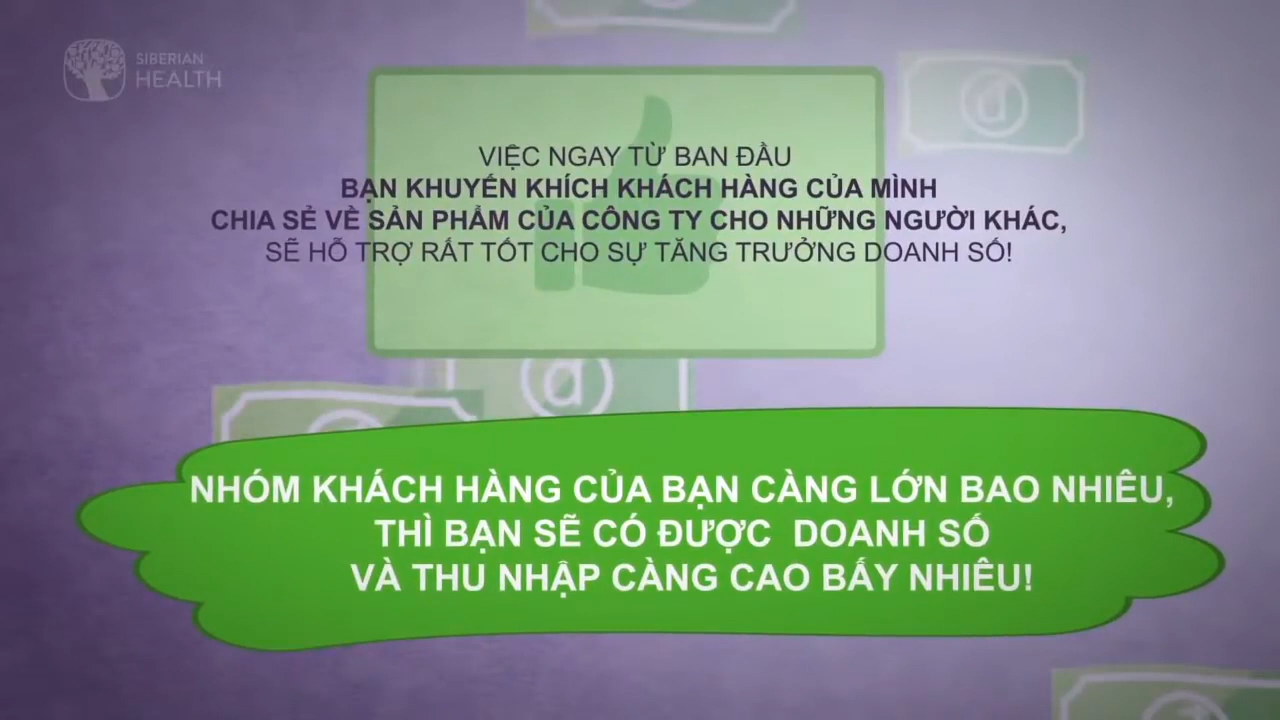 SIBERIAN
HEALTH
VIỆC NGAY TỪ BAN ĐẦU
BẠN KHUYẾN KHÍCH KHÁCH HÀNG CỦA MÌNH
CHIA SẺ VỀ SẢN PHẨM CỦA CÔNG TY CHO NHỮNG NGƯỜI KHÁC,
SẼ HỖ TRỢ RẤT TỐT CHO SỰ TĂNG TRƯỞNG DOANH SỐ!
đ
đ
NHÓM KHÁCH HÀNG CỦA BẠN CÀNG LỚN BAO NHIÊU,
THÌ BẠN SẼ CÓ ĐƯỢC DOANH SỐ
VÀ THU NHẬP CÀNG CAO BẤY NHIÊU!